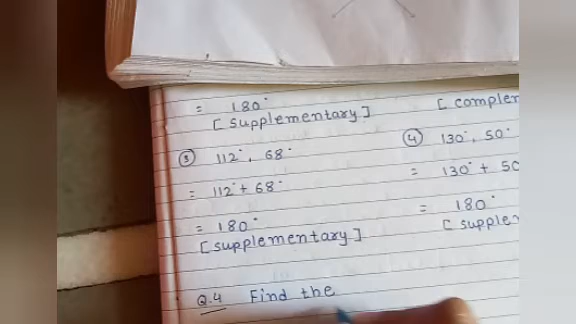 = 180°
[supplementary]
[complem
③ 112°, 68°
④ 130°, 50°
= 112° + 68°
= 130° + 50
= 180°
= 180°
[supplementary]
[supple
Q.4 Find the